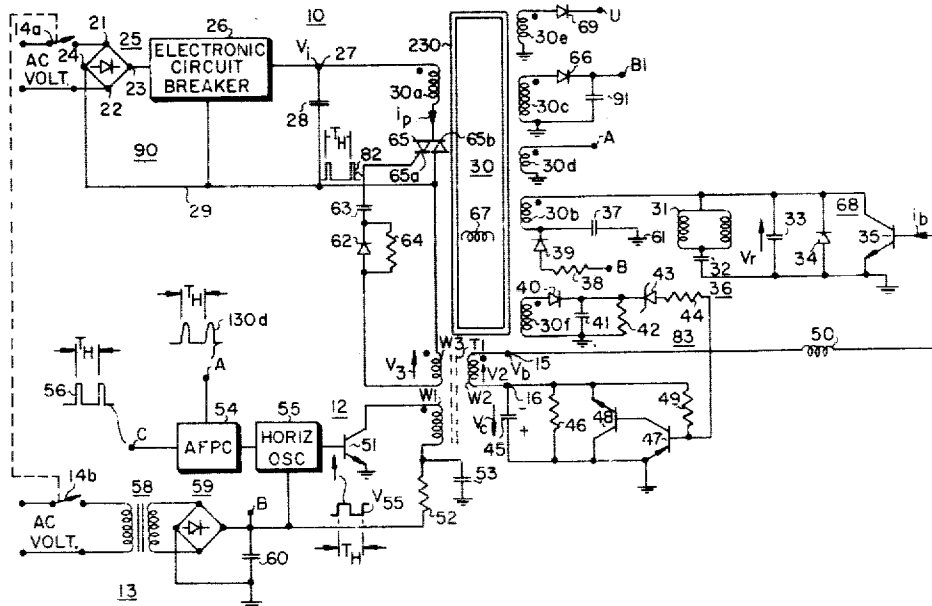 14a
21
25
26
10
24
AC VOLT.
23
22
ELECTRONIC CIRCUIT BREAKER
90
29
Vi
27
28
TH
82
30a
ip
65
65b
65a
63
62
64
230
30
67
30e
69
U
30c
66
B1
91
30d
A
30b
37
61
39
38
B
31
32
33
Vr
34
68
35
ib
36
40
30f
41
42
43
44
83
50
TH
130d
A
TH
56
C
54
AFPC
55
HORIZ OSC
12
51
V3
W3
T1
W1
V2
W2
15
Vb
16
Vc
45
-
+
46
48
49
47
53
52
V55
TH
14b
AC VOLT.
58
59
B
60
13